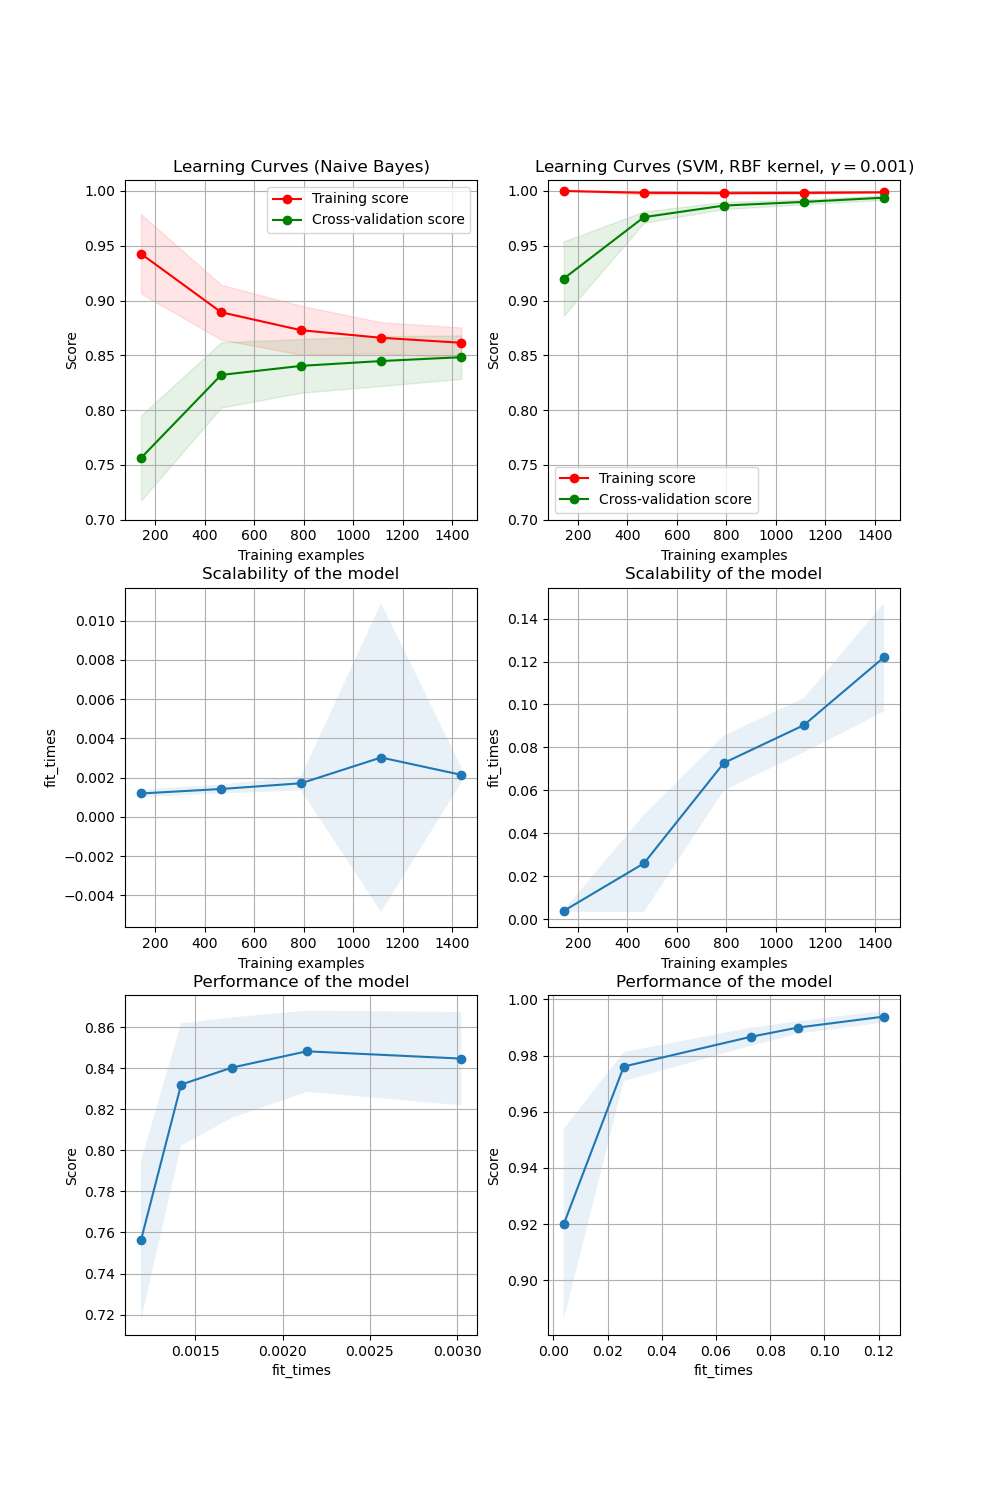 Learning Curves (Naive Bayes)
1.00
0.95
0.90
0.85
0.80
0.75
0.70
Score
Training score
Cross-validation score
200 400 600 800 1000 1200 1400
Training examples
Learning Curves (SVM, RBF kernel, γ = 0.001)
1.00
0.95
0.90
0.85
0.80
0.75
0.70
Score
Training score
Cross-validation score
200 400 600 800 1000 1200 1400
Training examples
Scalability of the model
0.010
0.008
0.006
0.004
0.002
0.000
−0.002
−0.004
fit_times
200 400 600 800 1000 1200 1400
Training examples
Scalability of the model
0.14
0.12
0.10
0.08
0.06
0.04
0.02
0.00
fit_times
200 400 600 800 1000 1200 1400
Training examples
Performance of the model
0.86
0.84
0.82
0.80
0.78
0.76
0.74
0.72
Score
0.0015 0.0020 0.0025 0.0030
fit_times
Performance of the model
1.00
0.98
0.96
0.94
0.92
0.90
Score
0.00 0.02 0.04 0.06 0.08 0.10 0.12
fit_times